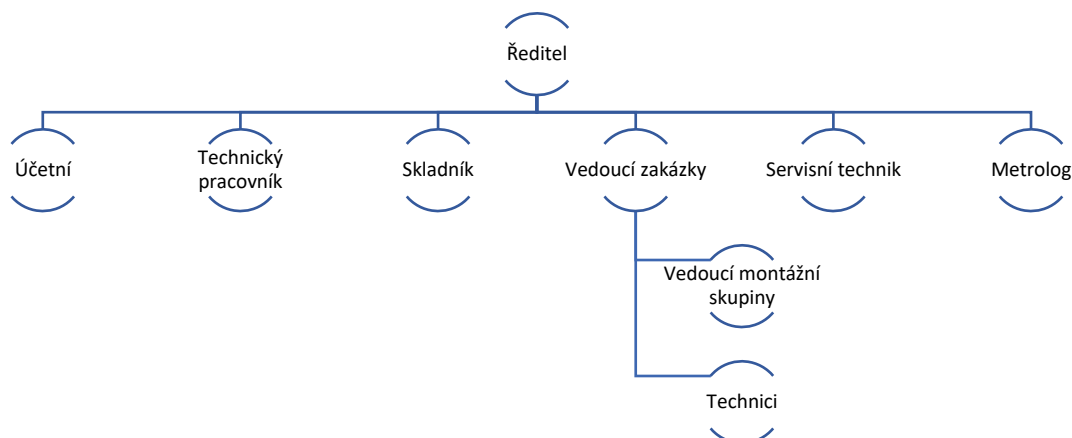 Ředitel
Účetní
Technický
pracovník
Skladník
Vedoucí zakázky
Servisní technik
Metrolog
Vedoucí montážní
skupiny
Technici